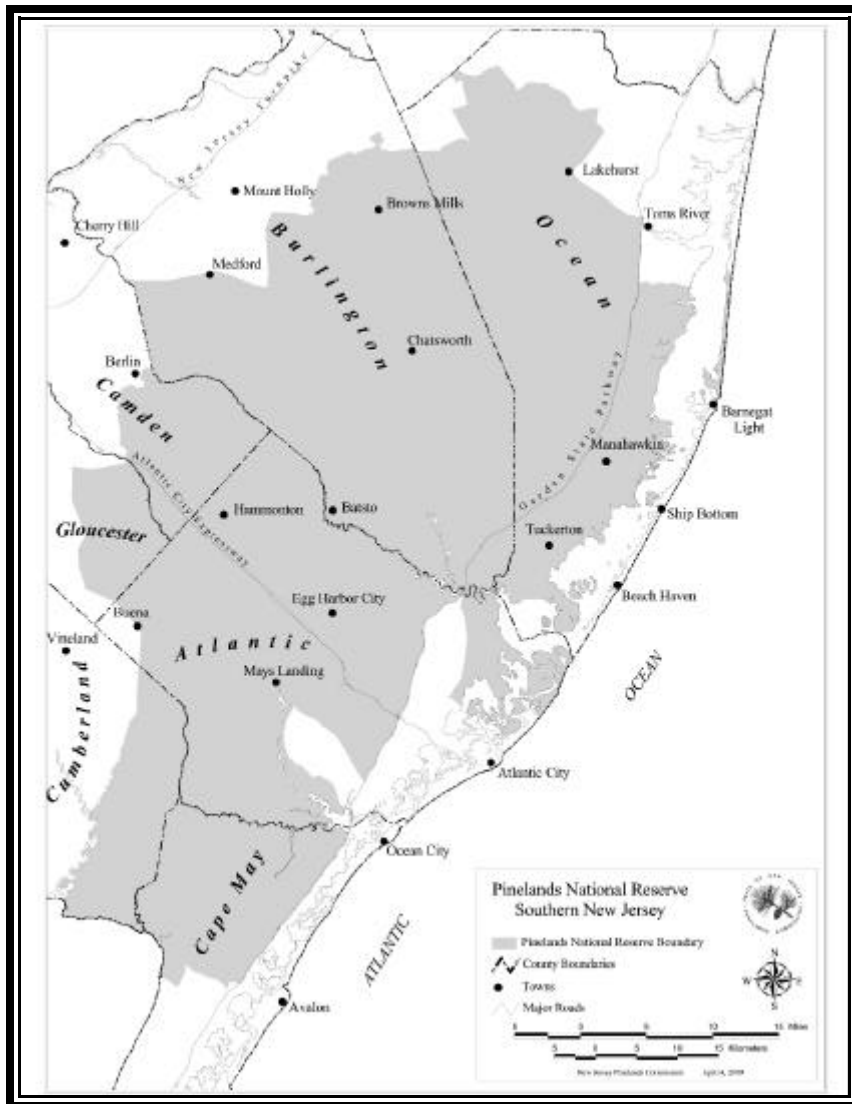 New Jersey Turnpike
Lakehurst
Mount Holly
Browns Mills
Toms River
Cherry Hill
Burlington
Ocean
Medford
Chatsworth
Berlin
Camden
Garden State Parkway
Barnegat
Light
Manahawkin
Atlantic City Expressway
Hammonton
Batsto
Ship Bottom
Gloucester
Tuckerton
Egg Harbor City
Beach Haven
Buena
Vineland
Atlantic
Mays Landing
OCEAN
Cumberland
Atlantic City
Ocean City
Cape May
ATLANTIC
Avalon
Pinelands National Reserve
Southern New Jersey
Pinelands National Reserve Boundary
County Boundaries
Towns
Major Roads
N
W E
S
Miles
Kilometers
New Jersey Pinelands Commission